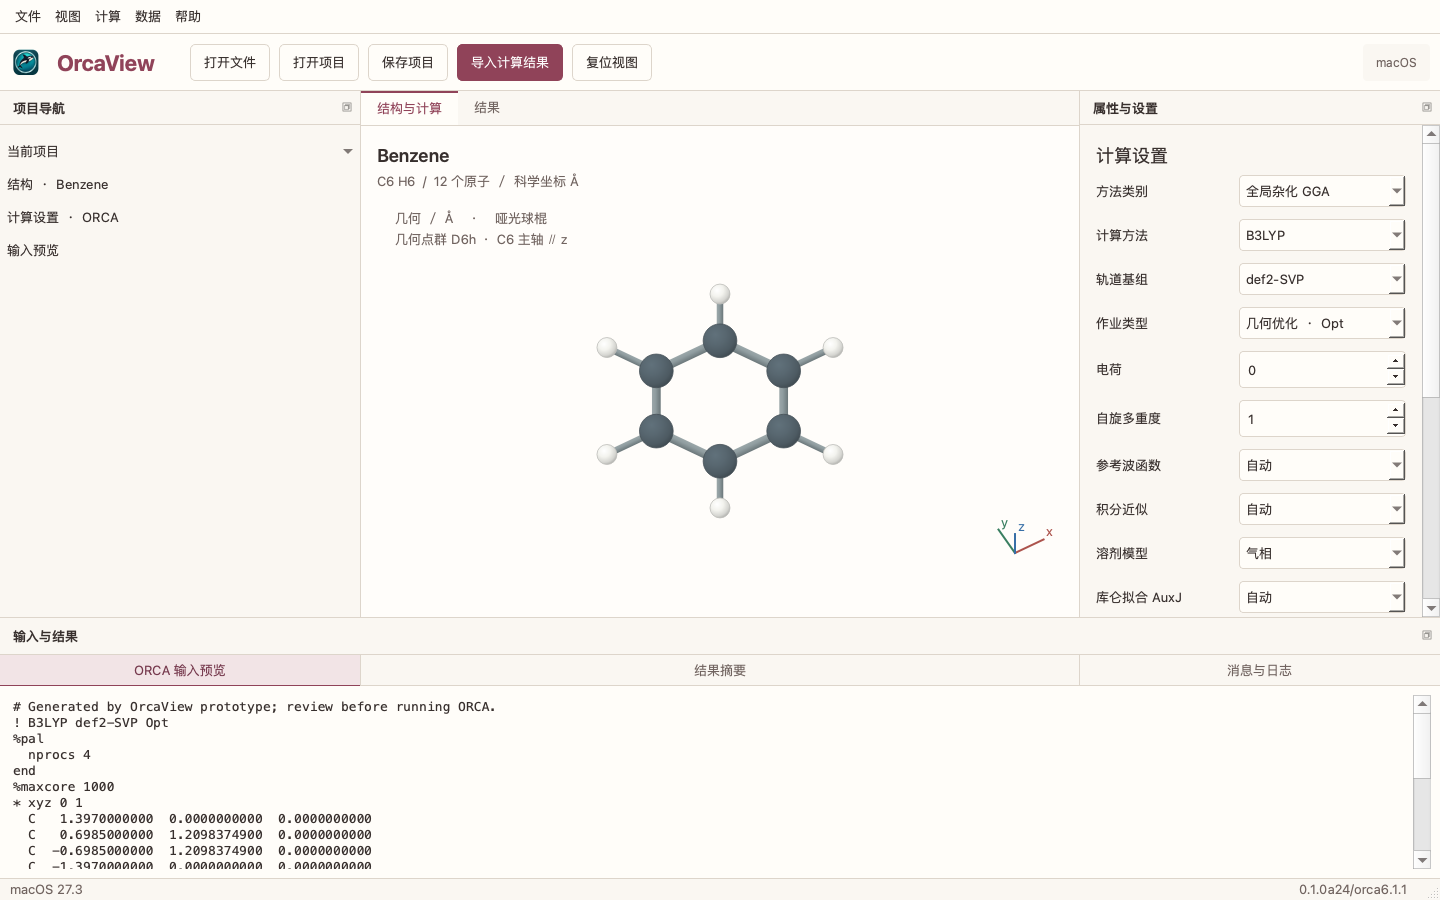 文件 视图 计算 数据 帮助
OrcaView 打开文件 打开项目 保存项目 导入计算结果 复位视图 macOS
项目导航
当前项目
结构 · Benzene
计算设置 · ORCA
输入预览
结构与计算 结果
Benzene
C6 H6 / 12 个原子 / 科学坐标 Å
几何 / Å · 哑光球棍
几何点群 D6h · C6 主轴 // z
y z x
属性与设置
计算设置
方法类别 全局杂化 GGA
计算方法 B3LYP
轨道基组 def2-SVP
作业类型 几何优化 · Opt
电荷 0
自旋多重度 1
参考波函数 自动
积分近似 自动
溶剂模型 气相
库仑拟合 AuxJ 自动
输入与结果
ORCA 输入预览 结果摘要 消息与日志
# Generated by OrcaView prototype; review before running ORCA.
! B3LYP def2-SVP Opt
%pal
  nprocs 4
end
%maxcore 1000
* xyz 0 1
  C   1.3970000000  0.0000000000  0.0000000000
  C   0.6985000000  1.2098374900  0.0000000000
  C  -0.6985000000  1.2098374900  0.0000000000
  C  -1.3970000000  0.0000000000  0.0000000000
macOS 27.3 0.1.0a24/orca6.1.1